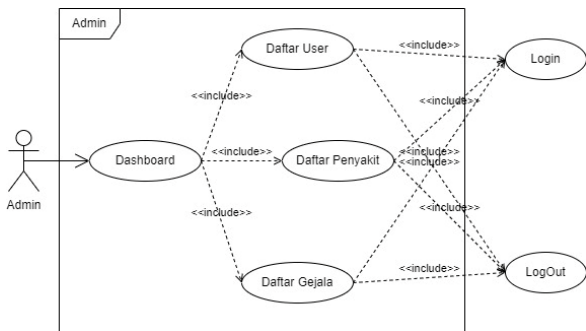 Admin
Daftar User
<<include>>
Login
<<include>>
<<include>>
Dashboard
<<include>>
Daftar Penyakit
<<include>>
<<include>>
Admin
<<include>>
<<include>>
Daftar Gejala
<<include>>
LogOut